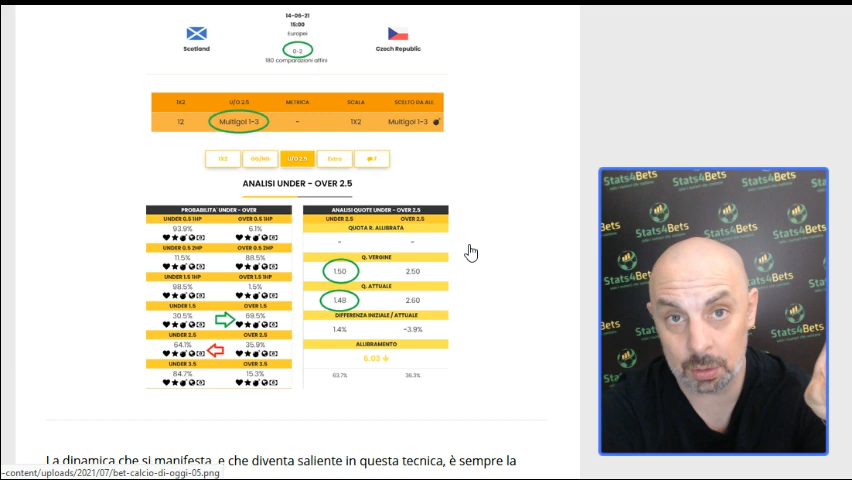 14-06-21
15:00
Europei
Scotland
0-2
Czech Republic
180 comparazioni affini
1X2 U/O 2.5 METRICA SCALA SCELTO DA ALE
12 Multigol 1-3 - 1X2 Multigol 1-3
1X2 GG/NG U/O 2.5 Extra
ANALISI UNDER - OVER 2.5
PROBABILITA' UNDER - OVER
UNDER 0.5 1HP OVER 0.5 1HP
93.9% 6.1%
UNDER 0.5 2HP OVER 0.5 2HP
11.5% 88.5%
UNDER 1.5 1HP OVER 1.5 1HP
98.5% 1.5%
UNDER 1.5 OVER 1.5
30.5% 69.5%
UNDER 2.5 OVER 2.5
64.1% 35.9%
UNDER 3.5 OVER 3.5
84.7% 15.3%
ANALISI QUOTE UNDER - OVER 2.5
UNDER 2.5 OVER 2.5
QUOTA R. ALLIBRATA
- -
Q. VERGINE
1.50 2.50
Q. ATTUALE
1.48 2.60
DIFFERENZA INIZIALE / ATTUALE
1.4% -3.9%
ALLIBRAMENTO
6.03
63.7% 36.3%
La dinamica che si manifesta, e che diventa saliente in questa tecnica, è sempre la
-content/uploads/2021/07/bet-calcio-di-oggi-05.png
Stats4Bets
Stats4Bets
Stats4Bets
Stats4Bets
Stats4Bets
Stats4Bets